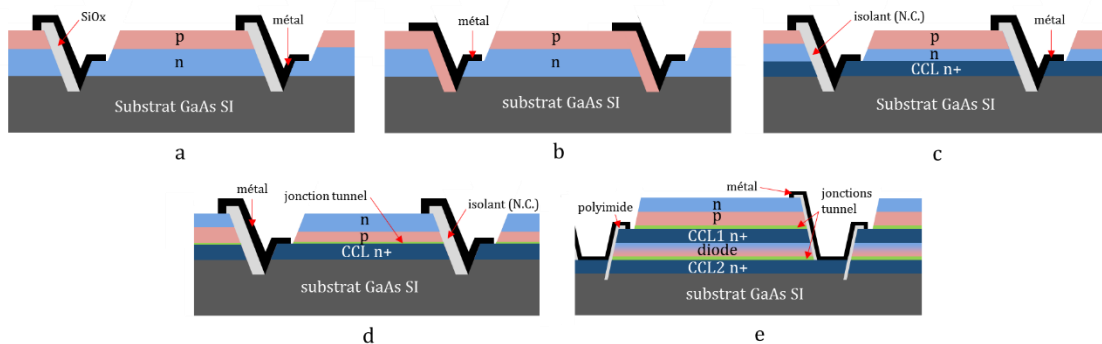 SiOx
métal
p
n
Substrat GaAs SI
a
métal
p
n
substrat GaAs SI
b
isolant (N.C.)
métal
p
n
CCL n+
Substrat GaAs SI
c
métal
jonction tunnel
isolant (N.C.)
n
p
CCL n+
substrat GaAs SI
d
métal
polyimide
jonctions
tunnel
n
p
CCL1 n+
diode
CCL2 n+
substrat GaAs SI
e